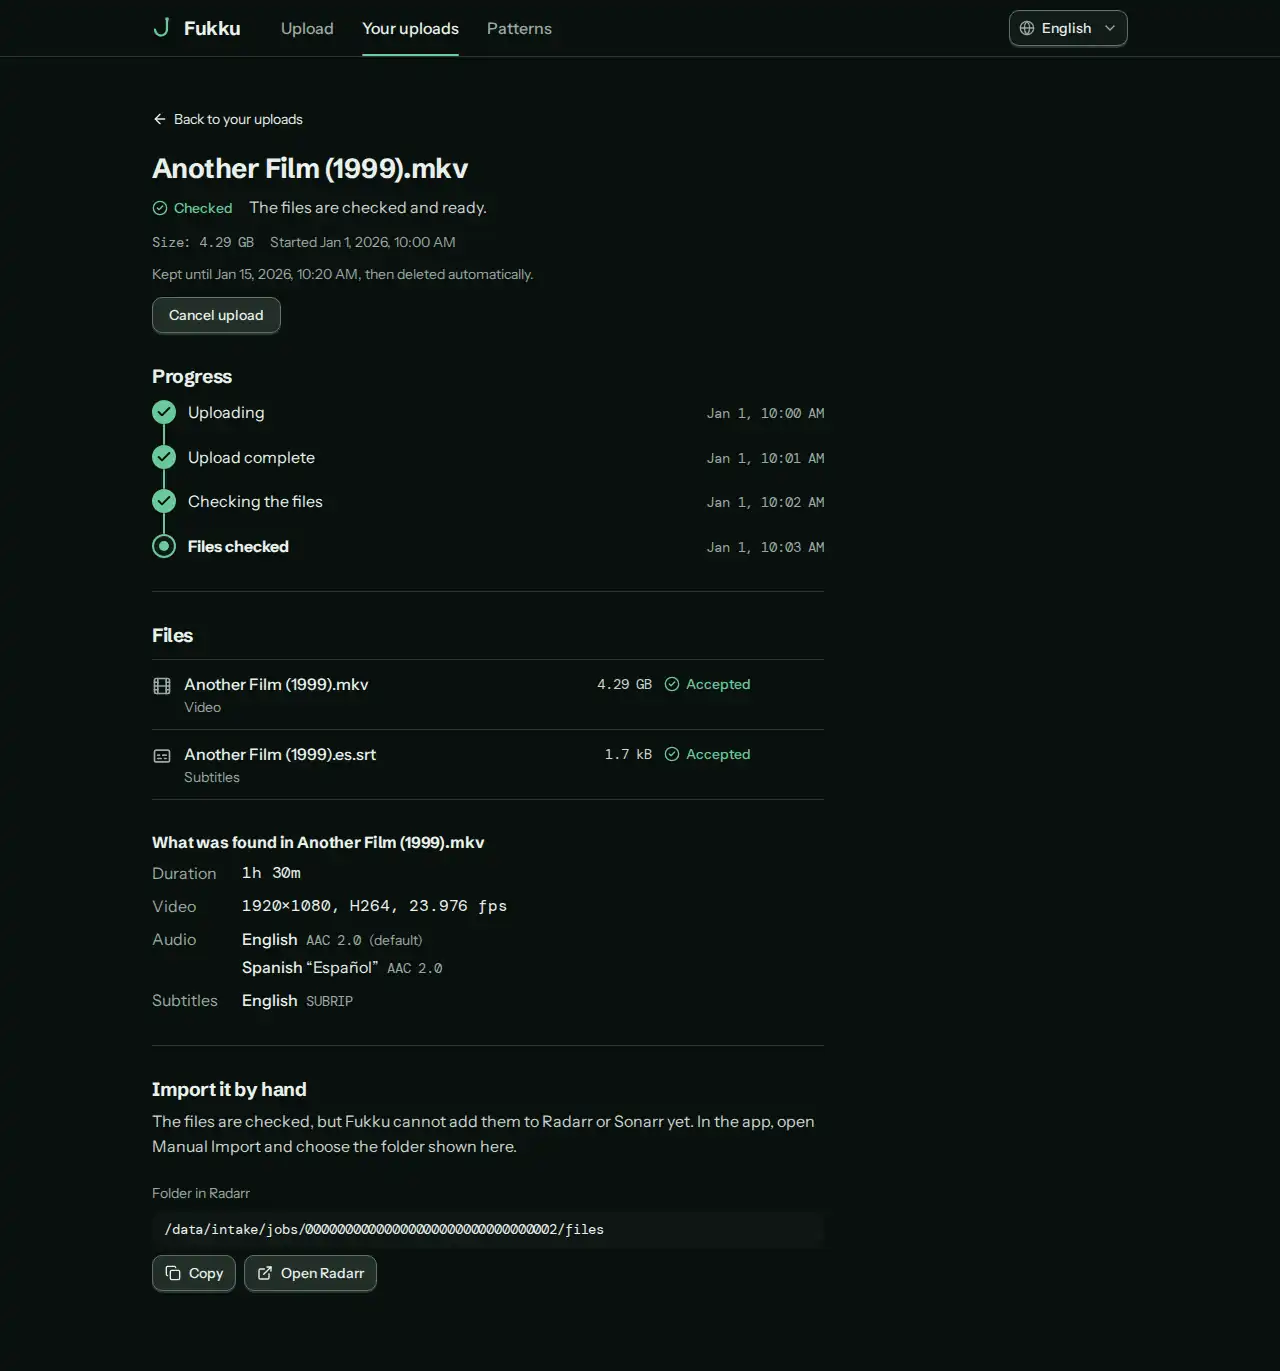 Fukku
Upload
Your uploads
Patterns
English
Back to your uploads
Another Film (1999).mkv
Checked The files are checked and ready.
Size: 4.29 GB Started Jan 1, 2026, 10:00 AM
Kept until Jan 15, 2026, 10:20 AM, then deleted automatically.
Cancel upload
Progress
Uploading Jan 1, 10:00 AM
Upload complete Jan 1, 10:01 AM
Checking the files Jan 1, 10:02 AM
Files checked Jan 1, 10:03 AM
Files
Another Film (1999).mkv 4.29 GB Accepted
Video
Another Film (1999).es.srt 1.7 kB Accepted
Subtitles
What was found in Another Film (1999).mkv
Duration 1h 30m
Video 1920×1080, H264, 23.976 fps
Audio English AAC 2.0 (default)
Spanish “Español” AAC 2.0
Subtitles English SUBRIP
Import it by hand
The files are checked, but Fukku cannot add them to Radarr or Sonarr yet. In the app, open
Manual Import and choose the folder shown here.
Folder in Radarr
/data/intake/jobs/00000000000000000000000000000002/files
Copy
Open Radarr